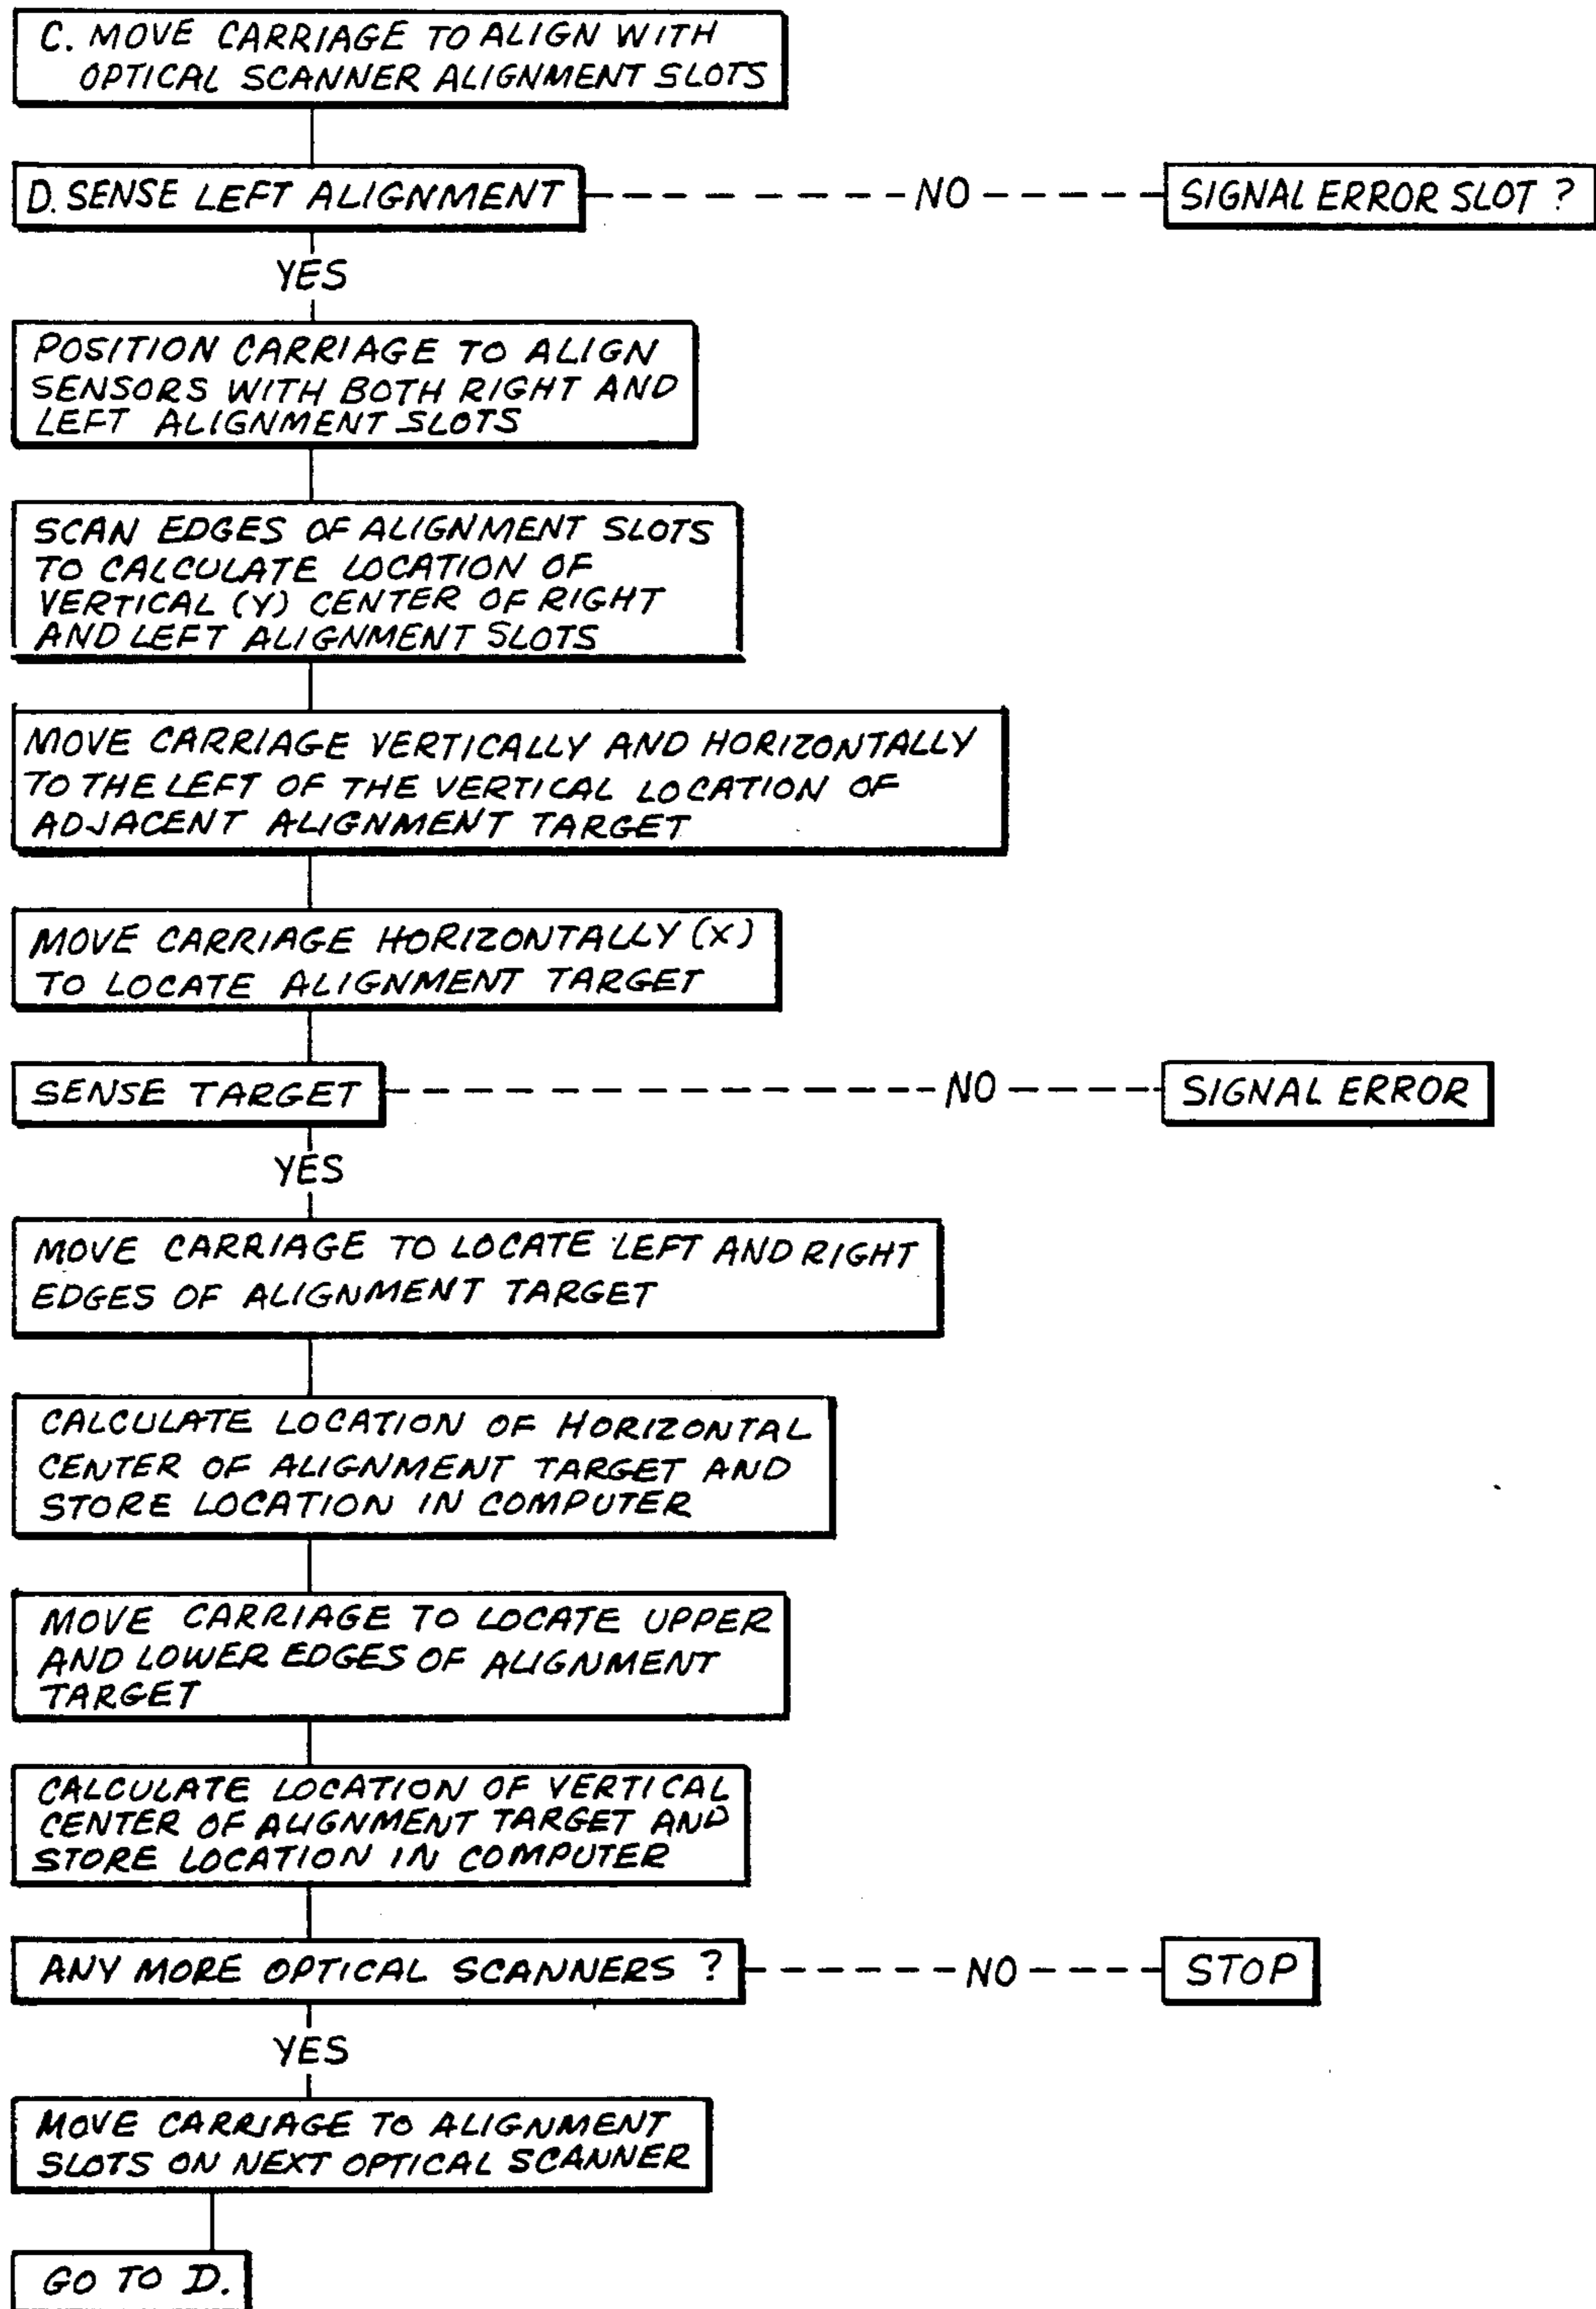 C. MOVE CARRIAGE TO ALIGN WITH
OPTICAL SCANNER ALIGNMENT SLOTS
D. SENSE LEFT ALIGNMENT
NO
SIGNAL ERROR SLOT ?
YES
POSITION CARRIAGE TO ALIGN
SENSORS WITH BOTH RIGHT AND
LEFT ALIGNMENT SLOTS
SCAN EDGES OF ALIGNMENT SLOTS
TO CALCULATE LOCATION OF
VERTICAL (Y) CENTER OF RIGHT
AND LEFT ALIGNMENT SLOTS
MOVE CARRIAGE VERTICALLY AND HORIZONTALLY
TO THE LEFT OF THE VERTICAL LOCATION OF
ADJACENT ALIGNMENT TARGET
MOVE CARRIAGE HORIZONTALLY (X)
TO LOCATE ALIGNMENT TARGET
SENSE TARGET
NO
SIGNAL ERROR
YES
MOVE CARRIAGE TO LOCATE LEFT AND RIGHT
EDGES OF ALIGNMENT TARGET
CALCULATE LOCATION OF HORIZONTAL
CENTER OF ALIGNMENT TARGET AND
STORE LOCATION IN COMPUTER
MOVE CARRIAGE TO LOCATE UPPER
AND LOWER EDGES OF ALIGNMENT
TARGET
CALCULATE LOCATION OF VERTICAL
CENTER OF ALIGNMENT TARGET AND
STORE LOCATION IN COMPUTER
ANY MORE OPTICAL SCANNERS ?
NO
STOP
YES
MOVE CARRIAGE TO ALIGNMENT
SLOTS ON NEXT OPTICAL SCANNER
GO TO D.